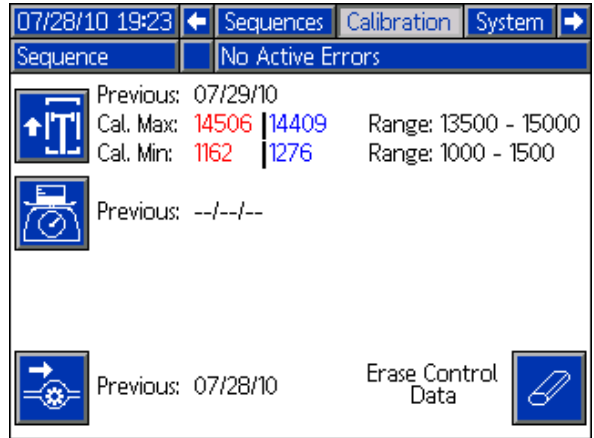 07/28/10 19:23 Sequences Calibration System
Sequence No Active Errors
Previous: 07/29/10
Cal. Max: 14506 14409 Range: 13500 - 15000
Cal. Min: 1162 1276 Range: 1000 - 1500
Previous: --/--/--
Previous: 07/28/10
Erase Control
Data